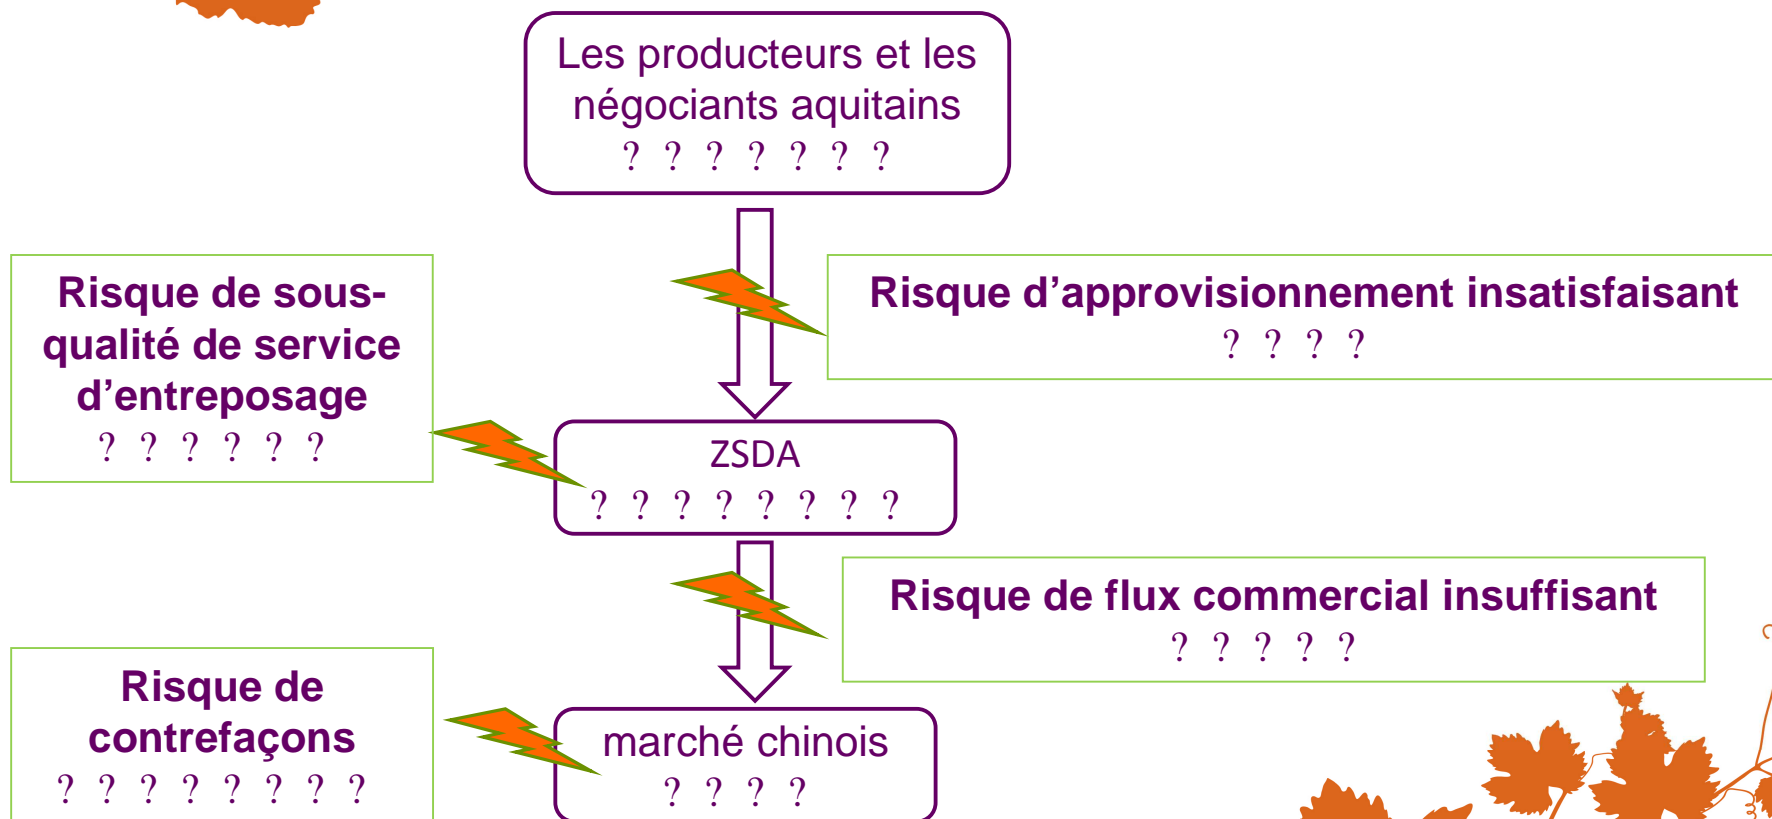 Les producteurs et les
négociants aquitains
? ? ? ? ? ? ?
Risque de sous-
qualité de service
d’entreposage
? ? ? ? ? ?
Risque d’approvisionnement insatisfaisant
? ? ? ?
ZSDA
? ? ? ? ? ? ? ?
Risque de flux commercial insuffisant
? ? ? ? ?
Risque de
contrefaçons
? ? ? ? ? ? ? ?
marché chinois
? ? ? ?